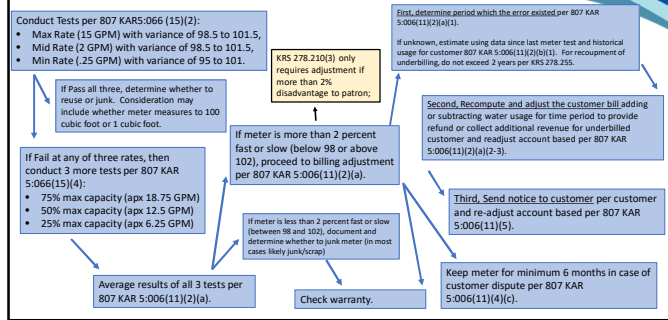 Conduct Tests per 807 KAR5:066 (15)(2):
• Max Rate (15 GPM) with variance of 98.5 to 101.5,
• Mid Rate (2 GPM) with variance of 98.5 to 101.5,
• Min Rate (.25 GPM) with variance of 95 to 101.
If Pass all three, determine whether to
reuse or junk. Consideration may
include whether meter measures to 100
cubic foot or 1 cubic foot.
If Fail at any of three rates, then
conduct 3 more tests per 807 KAR
5:066(15)(4):
• 75% max capacity (apx 18.75 GPM)
• 50% max capacity (apx 12.5 GPM)
• 25% max capacity (apx 6.25 GPM)
Average results of all 3 tests per
807 KAR 5:006(11)(2)(a).
KRS 278.210(3) only
requires adjustment if
more than 2%
disadvantage to patron;
If meter is more than 2 percent
fast or slow (below 98 or above
102), proceed to billing adjustment
per 807 KAR 5:006(11)(2)(a).
If meter is less than 2 percent fast or slow
(between 98 and 102), document and
determine whether to junk meter (in most
cases likely junk/scrap)
Check warranty.
First, determine period which the error existed per 807 KAR
5:006(11)(2)(a)(1).
If unknown, estimate using data since last meter test and historical
usage for customer 807 KAR 5:006(11)(2)(b)(1). For recoupment of
underbilling, do not exceed 2 years per KRS 278.255.
Second, Recompute and adjust the customer bill adding
or subtracting water usage for time period to provide
refund or collect additional revenue for underbilled
customer and readjust account based per 807 KAR
5:006(11)(2)(a)(2-3).
Third, Send notice to customer per customer
and re-adjust account based per 807 KAR
5:006(11)(5).
Keep meter for minimum 6 months in case of
customer dispute per 807 KAR
5:006(11)(4)(c).